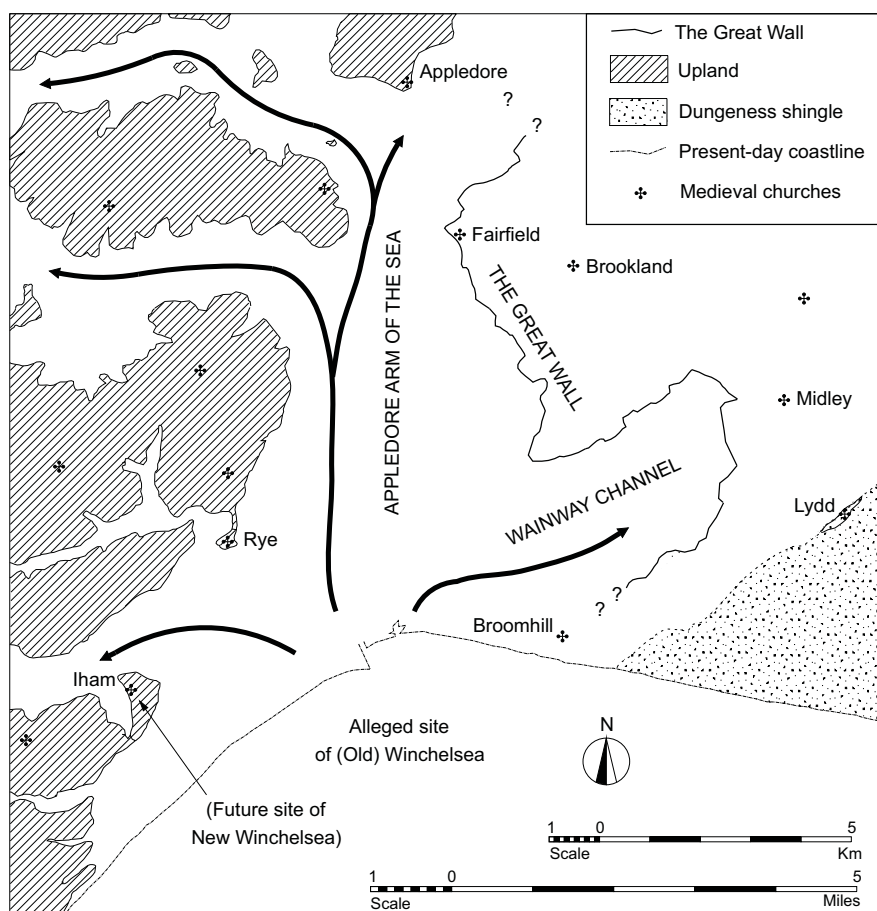 The Great Wall
Upland
Dungeness shingle
Present-day coastline
Medieval churches
Appledore
?
?
Fairfield
Brookland
THE GREAT WALL
APPLEDORE ARM OF THE SEA
Midley
WAINWAY CHANNEL
Lydd
Rye
?
?
Broomhill
Iham
Alleged site
of (Old) Winchelsea
N
(Future site of
New Winchelsea)
1 0 5
Scale Km
1 0 5
Scale Miles